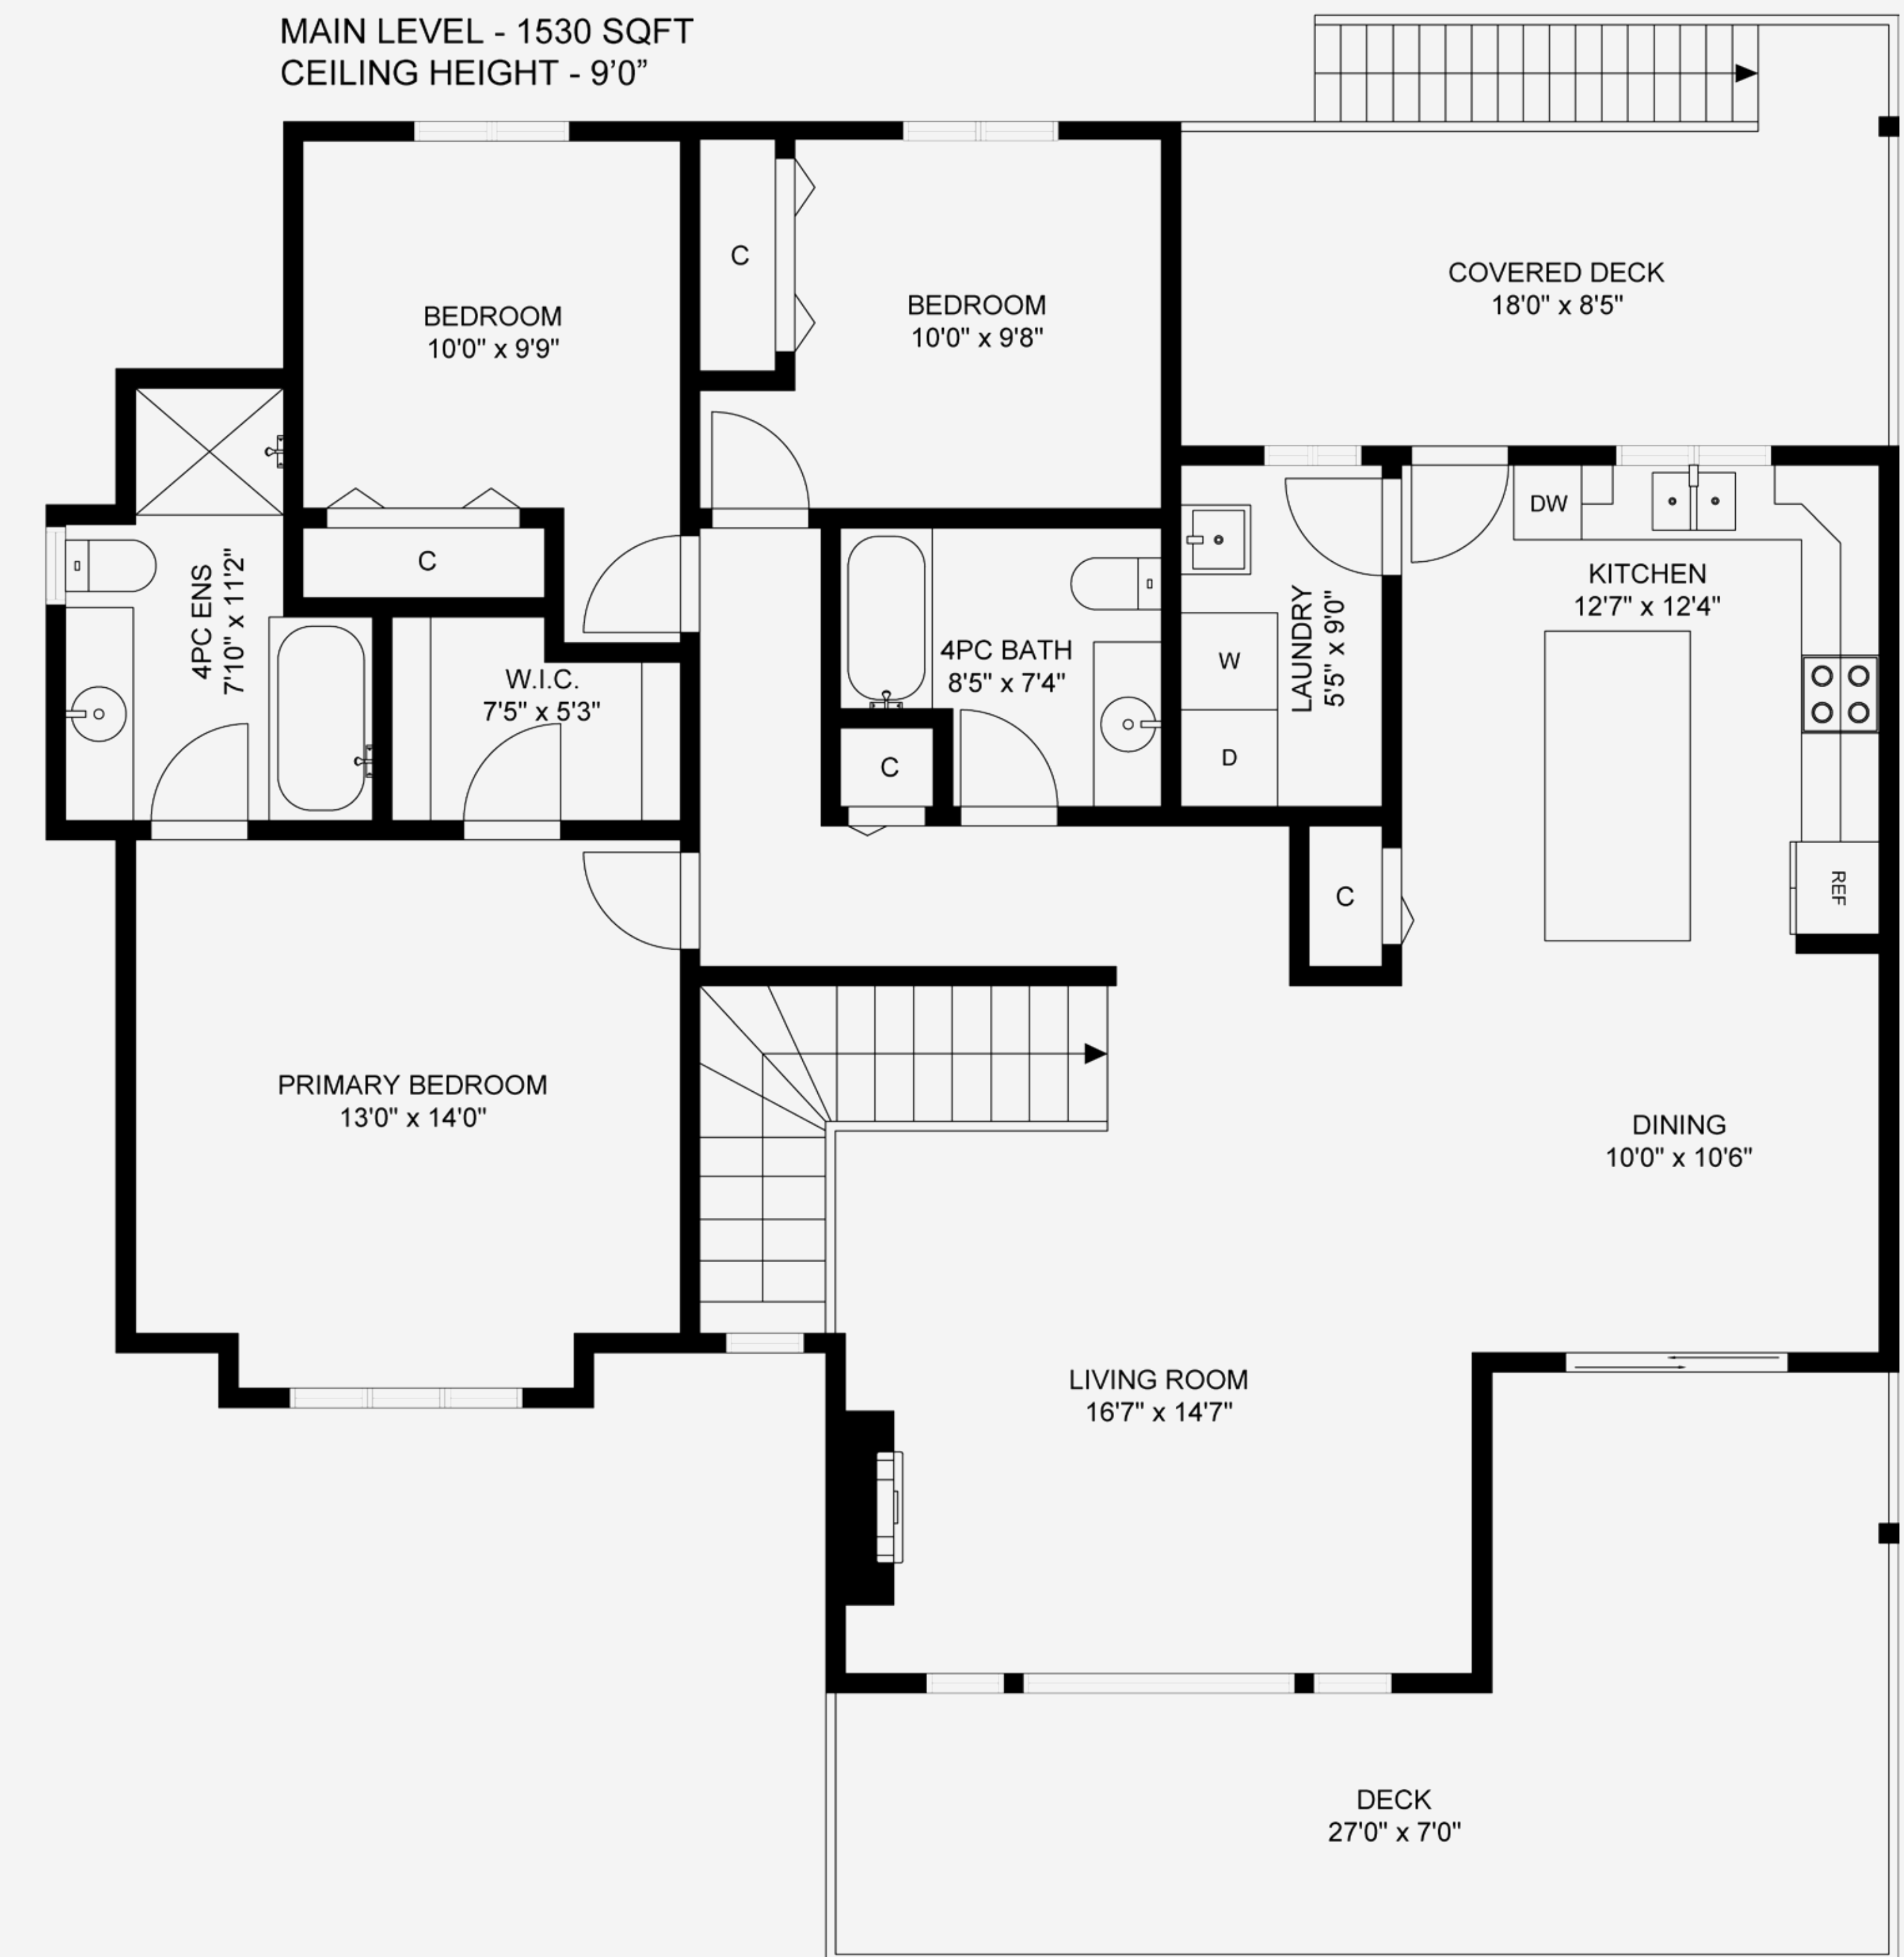 MAIN LEVEL - 1530 SQFT
CEILING HEIGHT - 9’0”
COVERED DECK
18'0" x 8'5"
BEDROOM
10'0" x 9'9"
C
BEDROOM
10'0" x 9'8"
C
4PC ENS
7'10" x 11'2"
W.I.C.
7'5" x 5'3"
4PC BATH
8'5" x 7'4"
C
LAUNDRY
5'5" x 9'0"
W
D
DW
KITCHEN
12'7" x 12'4"
REF
C
PRIMARY BEDROOM
13'0" x 14'0"
DINING
10'0" x 10'6"
LIVING ROOM
16'7" x 14'7"
DECK
27'0" x 7'0"